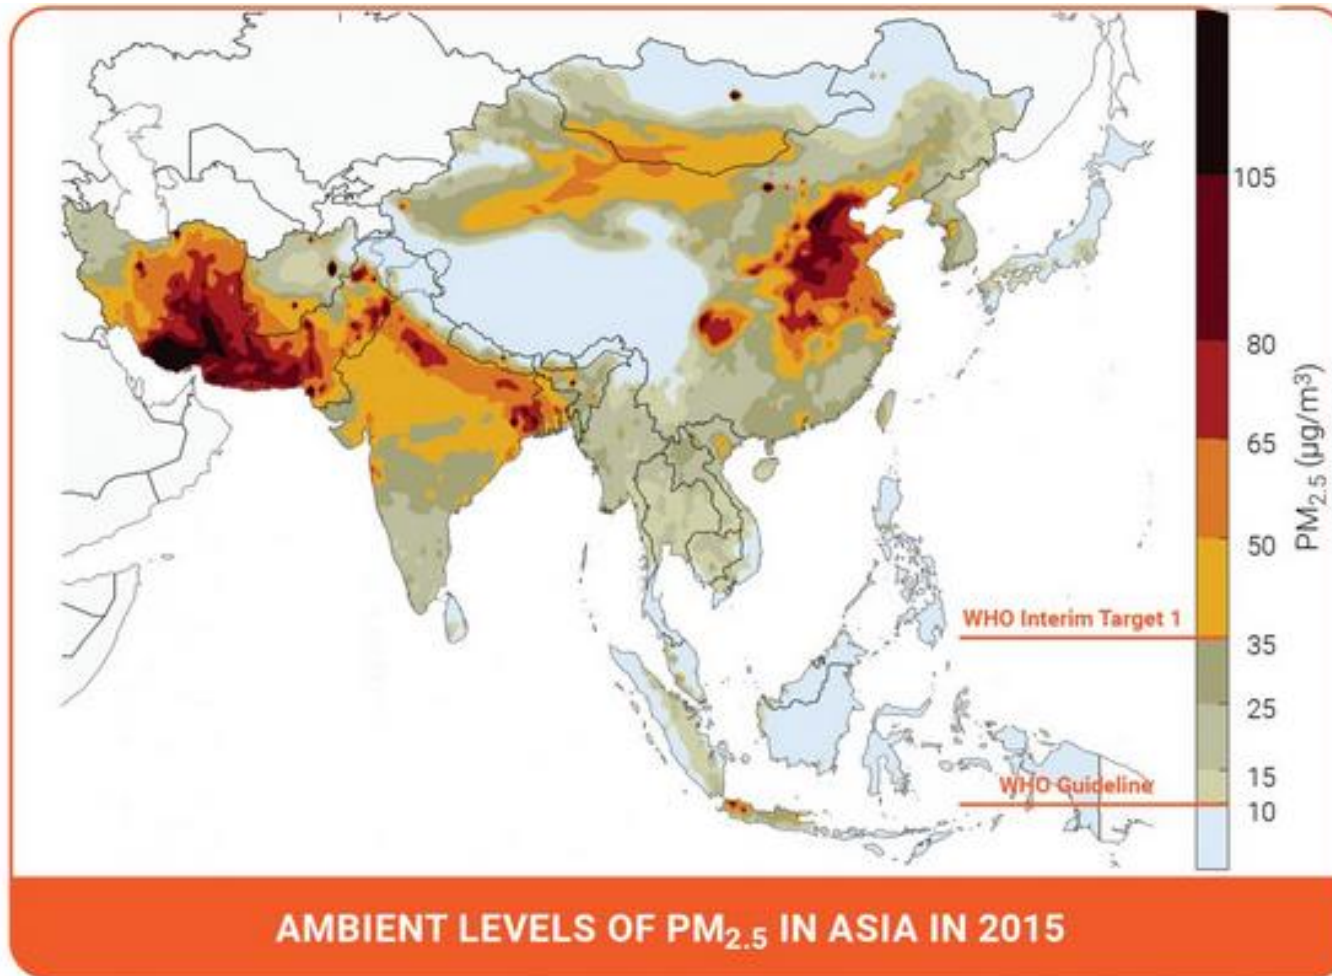 105
80
65
50
WHO Interim Target 1
35
25
15
WHO Guideline
10
PM2.5 (µg/m³)
AMBIENT LEVELS OF PM2.5 IN ASIA IN 2015